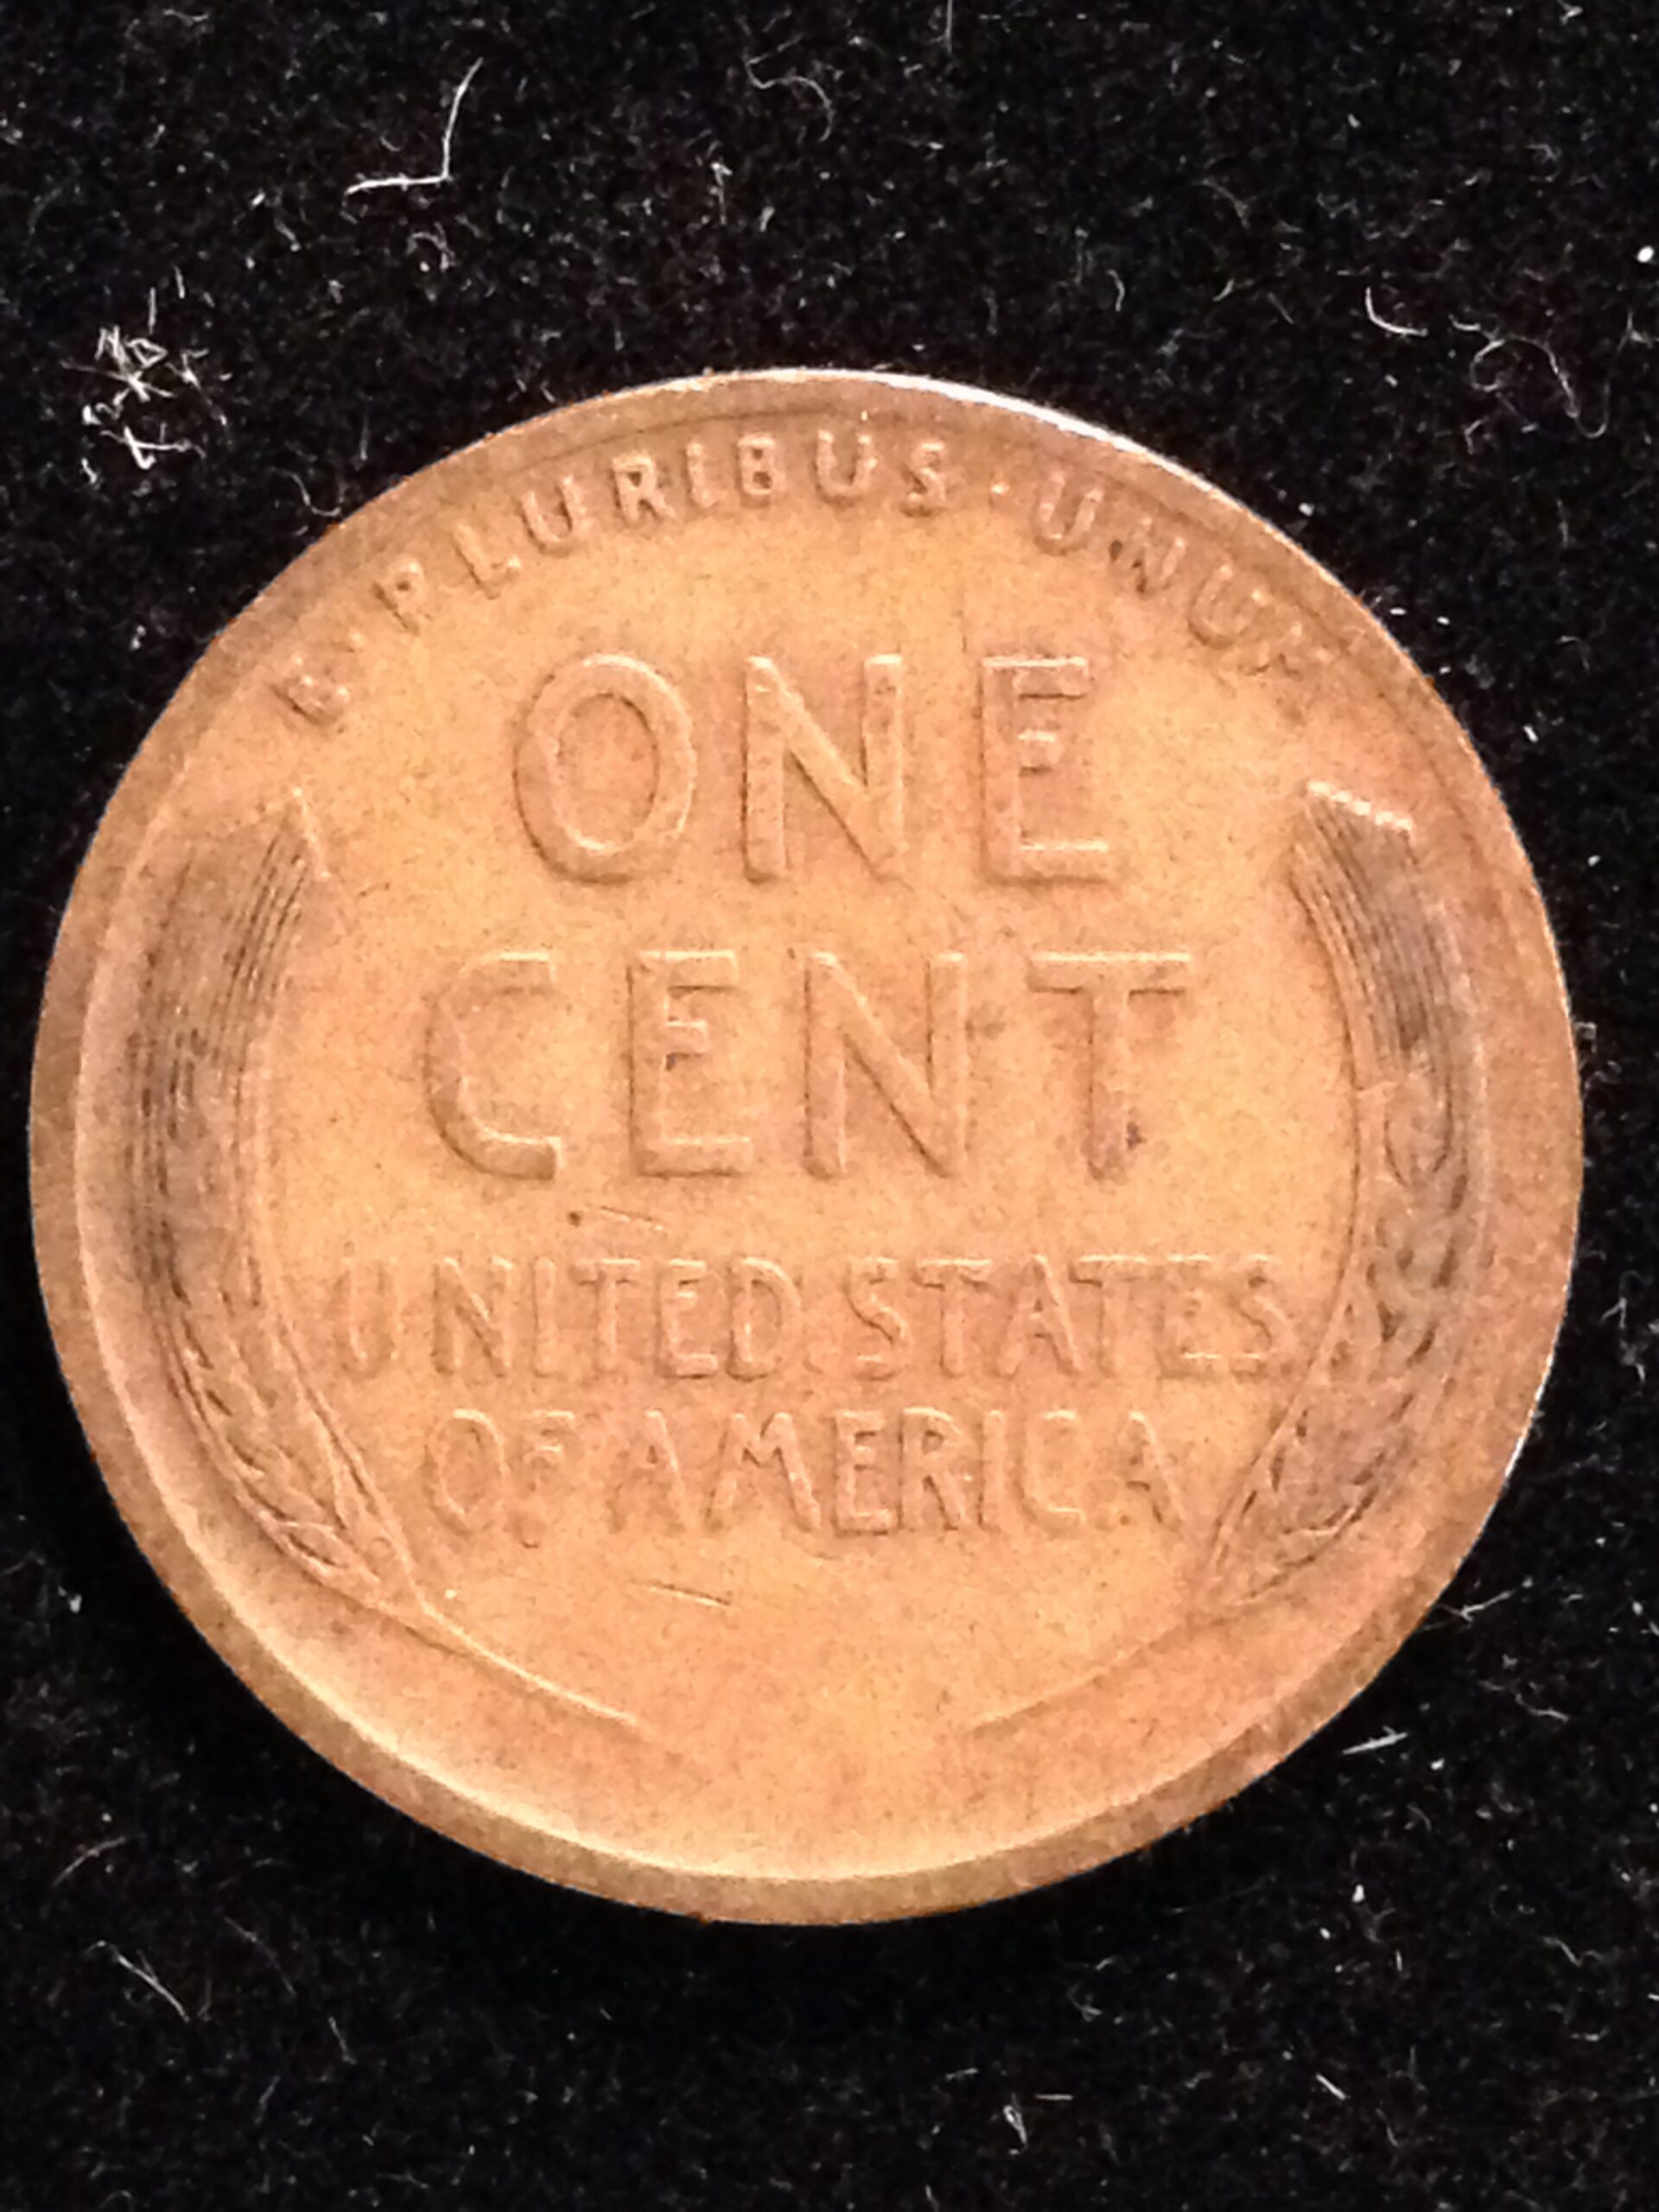 E·PLURIBUS·UNUM
ONE
CENT
UNITED STATES
OF AMERICA